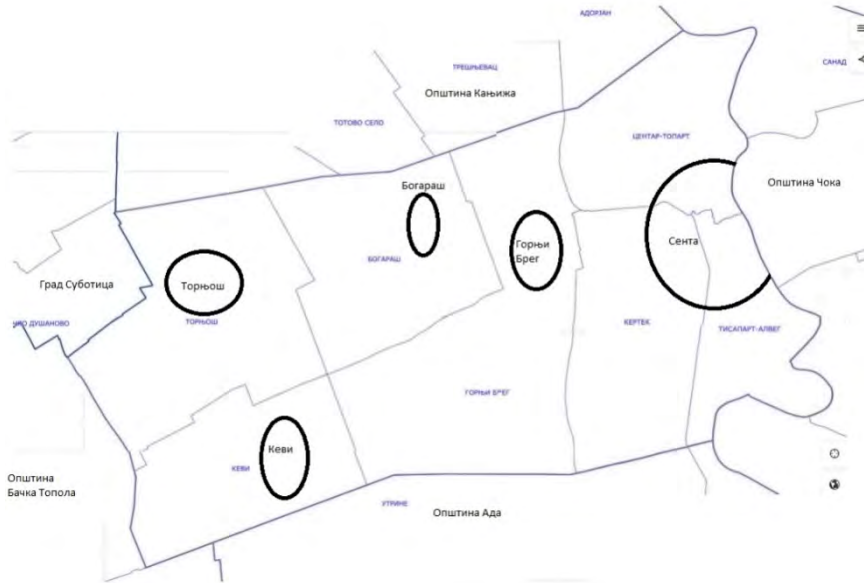 АДОРЈАН
САНАД
ТРЕШЊЕВАЦ
Општина Кањижа
ТОТОВО СЕЛО
ЦЕНТАР-ТОПАРТ
Општина Чока
Богараш
Горњи
Брег
Сента
БОГАРАШ
Град Суботица
Торњош
ТОРЊОШ
ДУШАНОВО
КЕРТЕК
ТИСАПАРТ-АЛВЕГ
ГОРЊИ БРЕГ
Кеви
КЕВИ
Општина
Бачка Топола
УТРИНЕ
Општина Ада